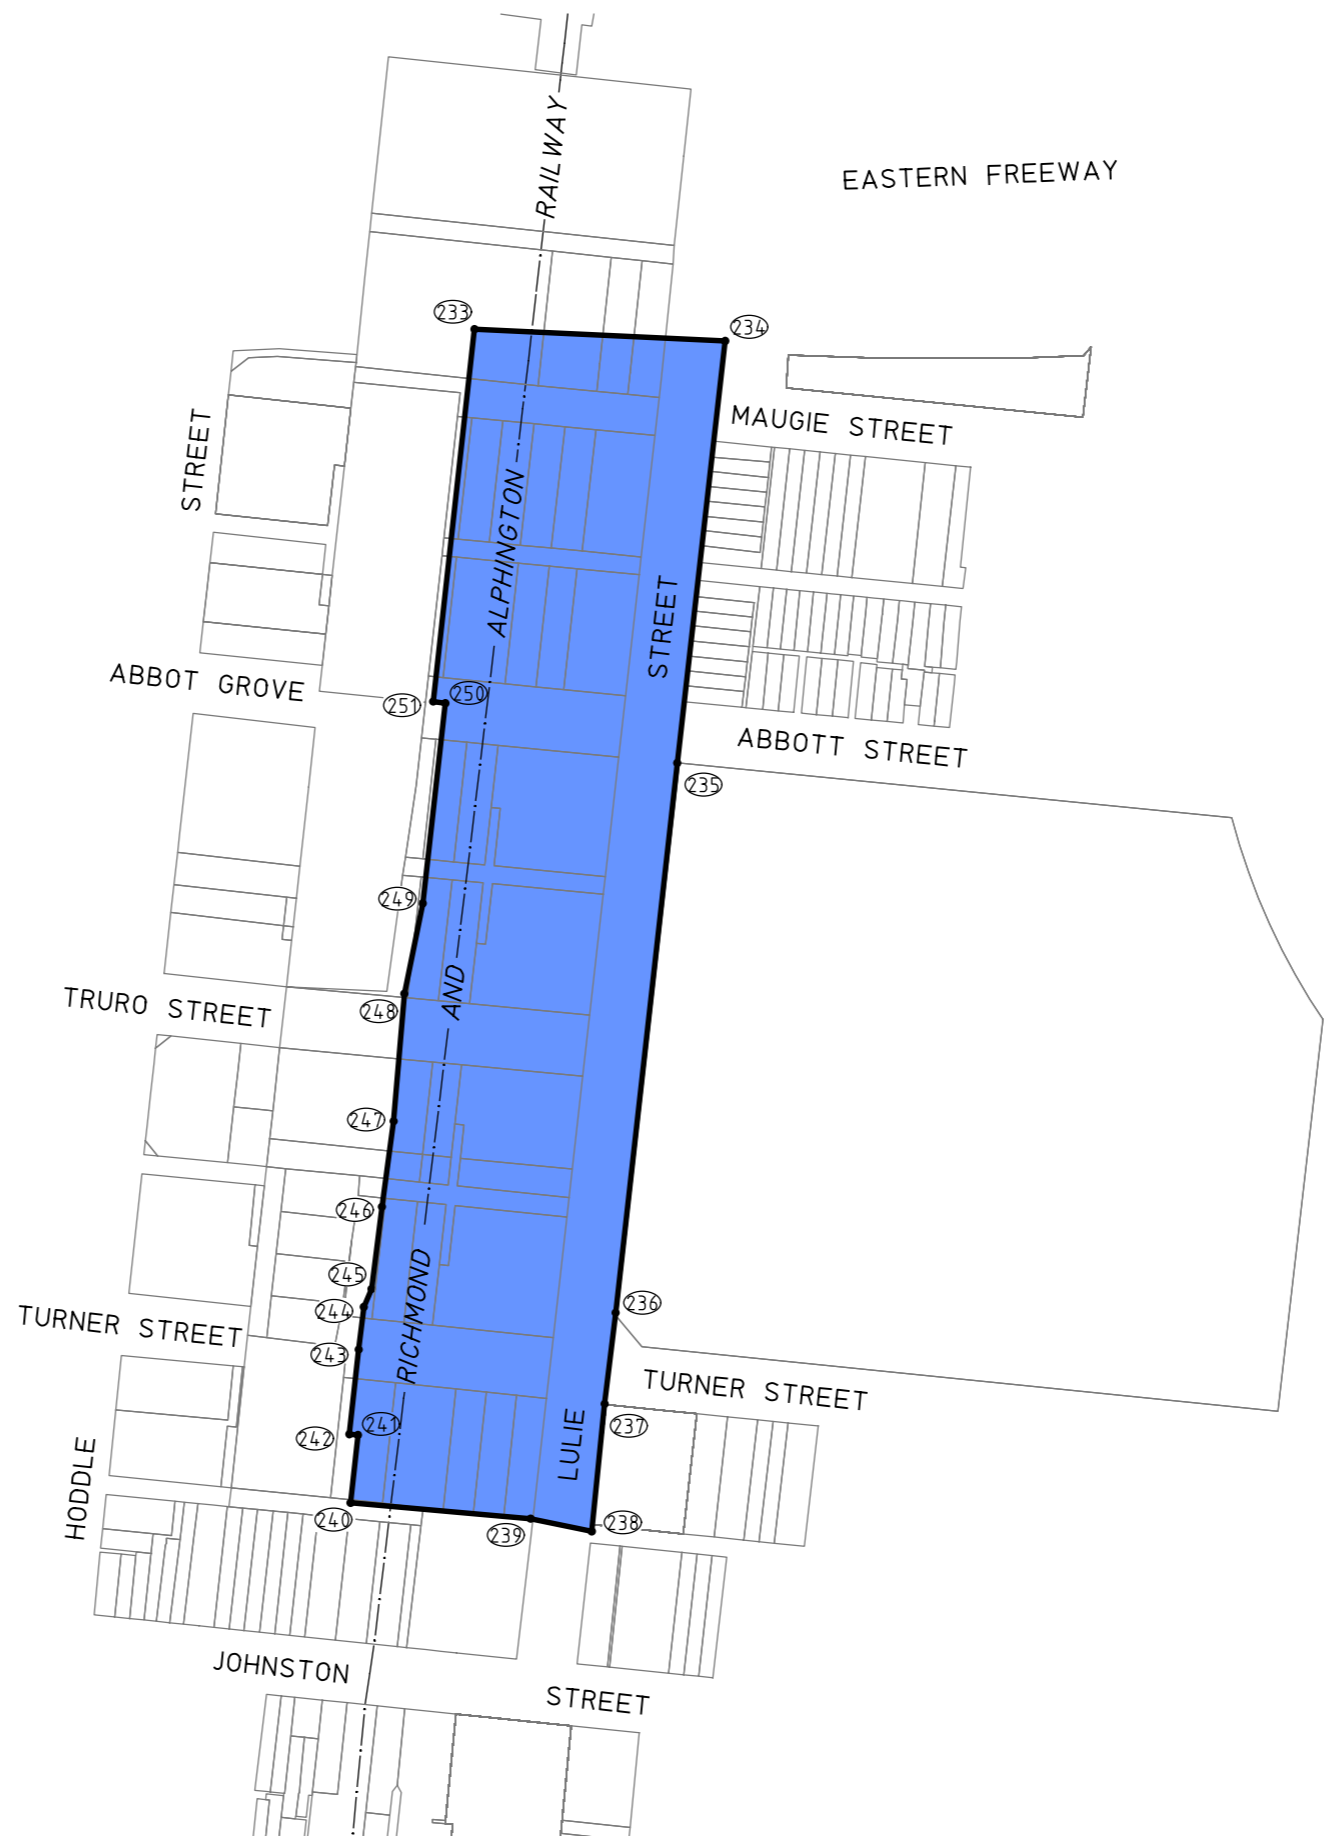 RAILWAY
EASTERN FREEWAY
233
234
MAUGIE STREET
STREET
ALPHINGTON
STREET
ABBOT GROVE
251
250
ABBOTT STREET
235
249
AND
TRURO STREET
248
247
246
245
244
236
TURNER STREET
243
RICHMOND
TURNER STREET
242
241
237
LULIE
HODDLE
240
239
238
JOHNSTON
STREET